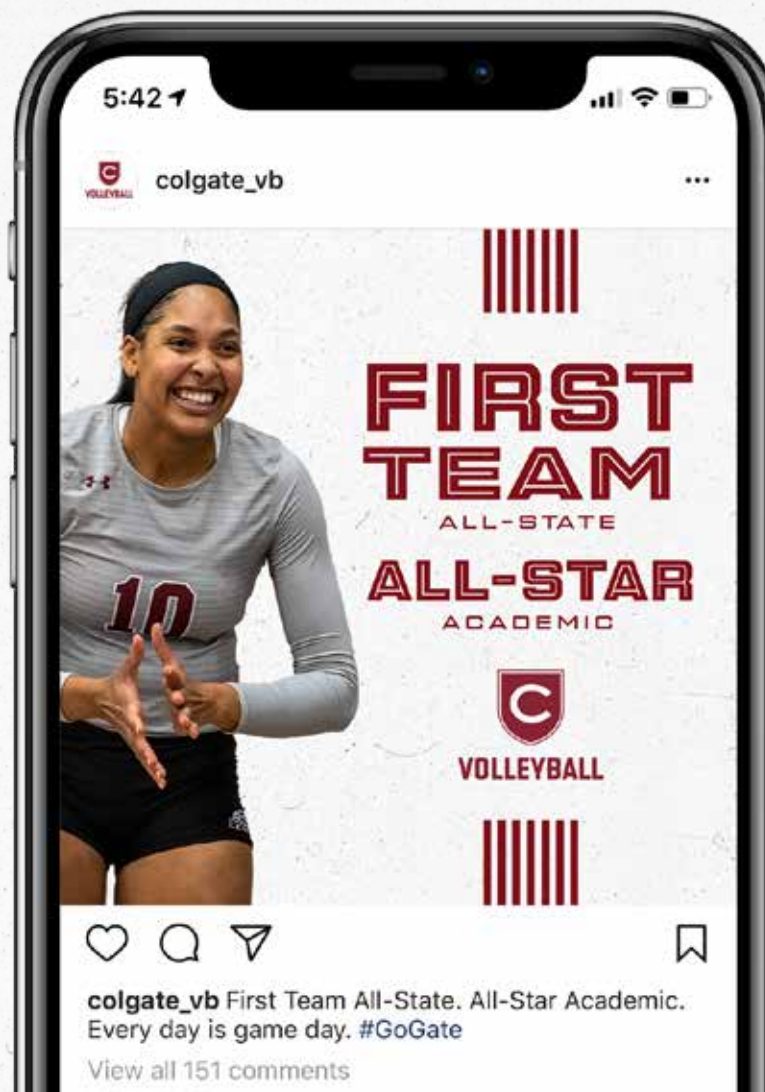 5:42
C
VOLLEYBALL
colgate_vb
FIRST
TEAM
ALL-STATE
ALL-STAR
ACADEMIC
10
C
VOLLEYBALL
colgate_vb First Team All-State. All-Star Academic.
Every day is game day. #GoGate
View all 151 comments